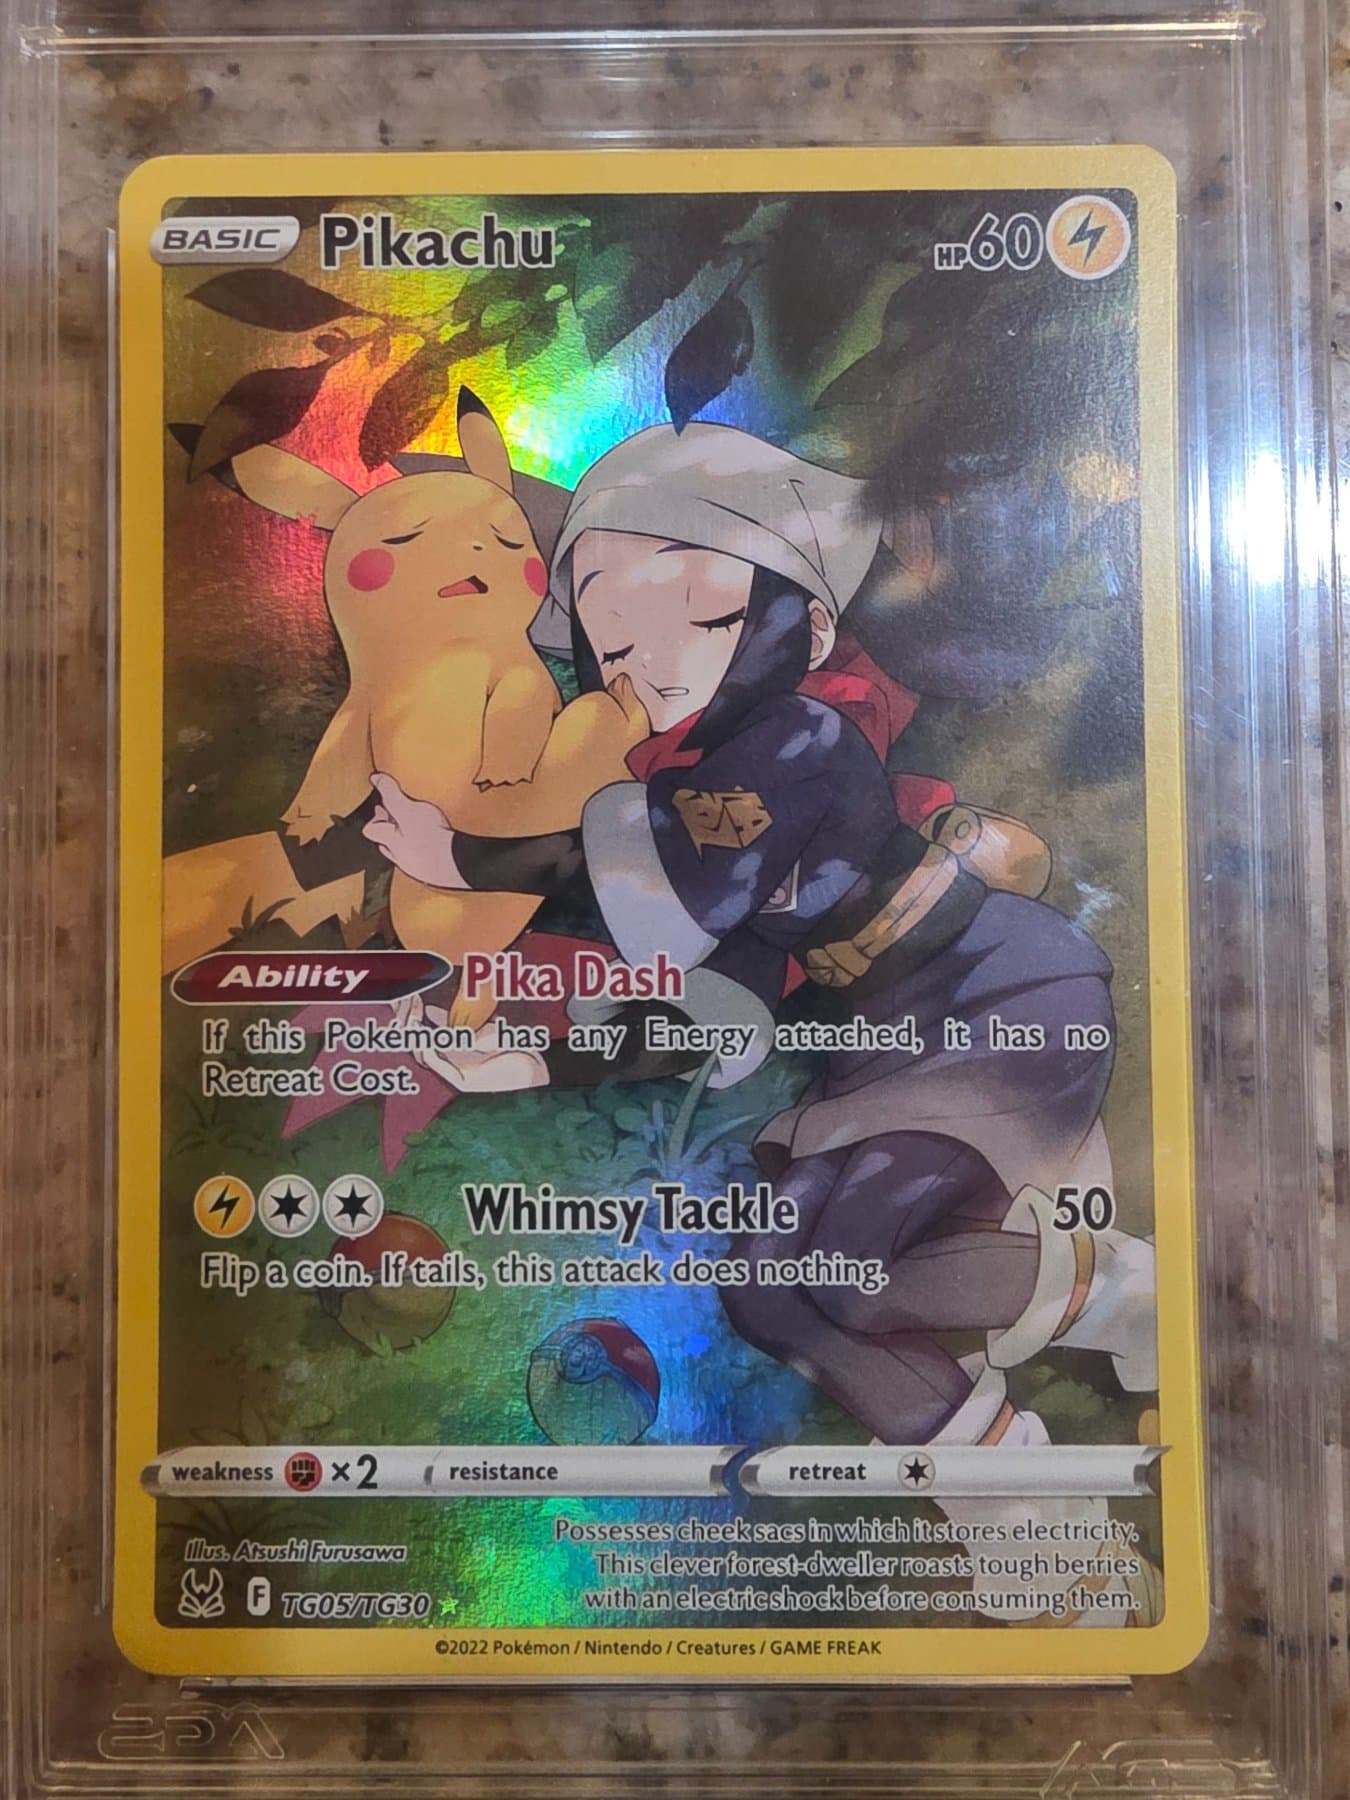 BASIC Pikachu HP60
Ability Pika Dash
If this Pokémon has any Energy attached, it has no
Retreat Cost.
Whimsy Tackle 50
Flip a coin. If tails, this attack does nothing.
weakness ×2 resistance retreat
Possesses cheek sacs in which it stores electricity.
This clever forest-dweller roasts tough berries
with an electric shock before consuming them.
Illus. Atsushi Furusawa
F TG05/TG30
©2022 Pokémon / Nintendo / Creatures / GAME FREAK